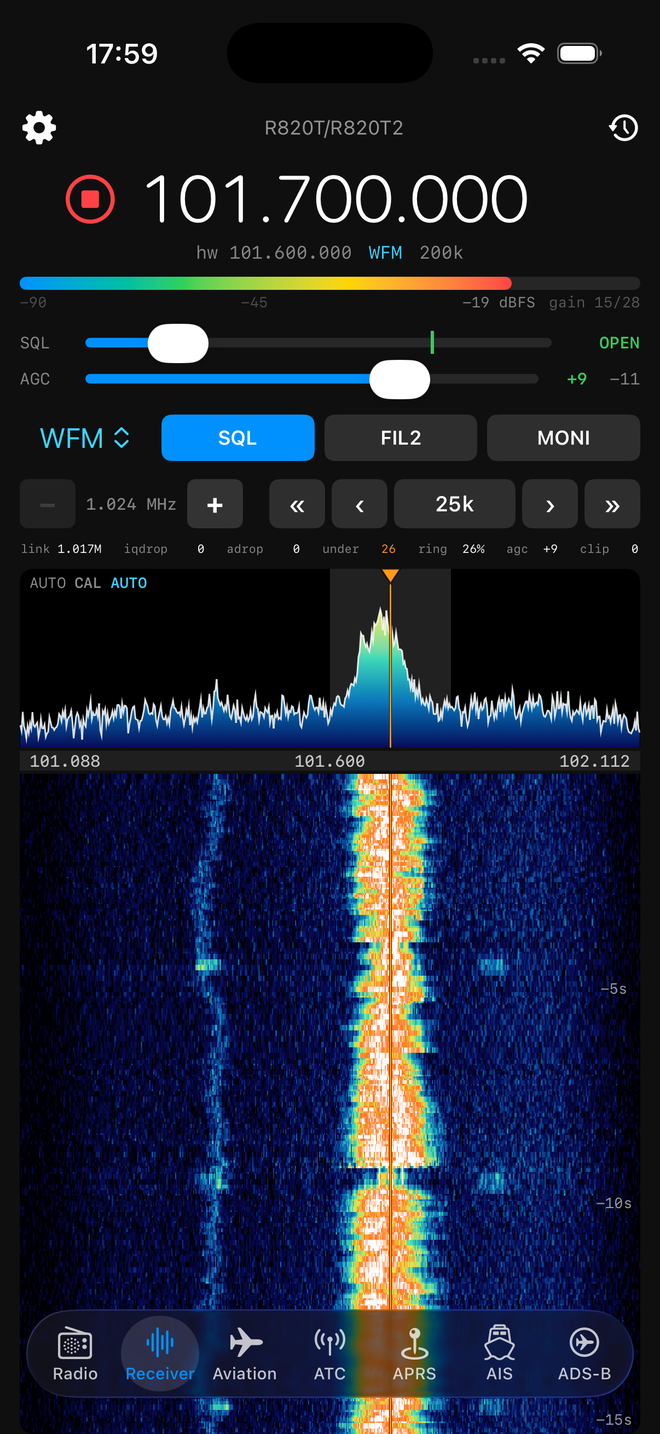 17:59
R820T/R820T2
101.700.000
hw 101.600.000 WFM 200k
−90 −45 −19 dBFS gain 15/28
SQL OPEN
AGC +9 −11
WFM SQL FIL2 MONI
− 1.024 MHz + « ‹ 25k › »
link 1.017M iqdrop 0 adrop 0 under 26 ring 26% agc +9 clip 0
AUTO CAL AUTO
101.088 101.600 102.112
−5s
−10s
Radio Receiver Aviation ATC APRS AIS ADS-B
−15s